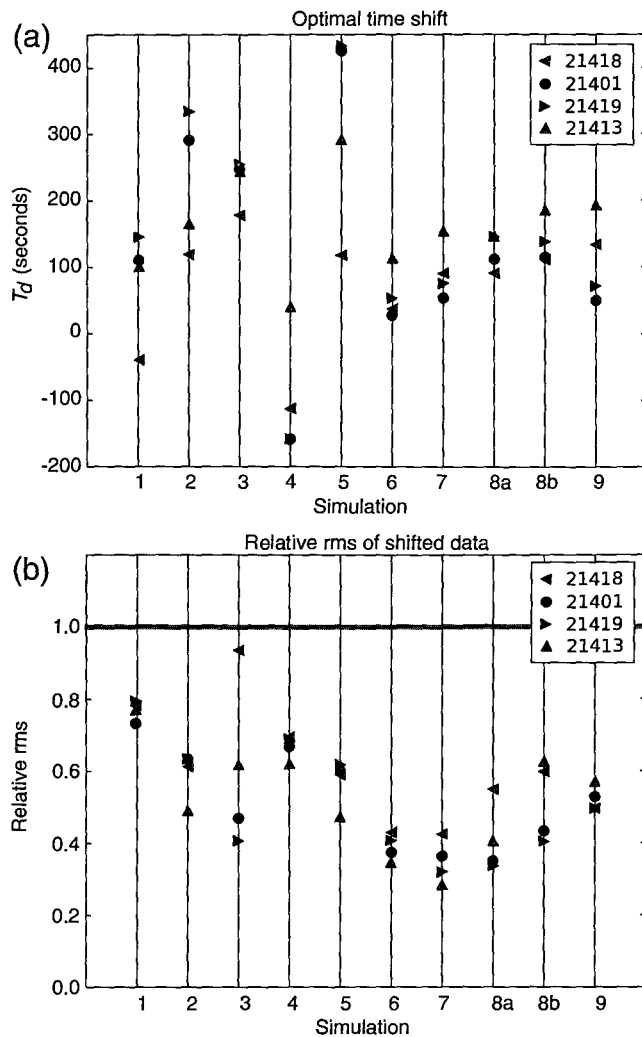 (a)
Optimal time shift
21418
21401
21419
21413
400
300
200
100
0
-100
-200
Td (seconds)
1 2 3 4 5 6 7 8a 8b 9
Simulation
(b)
Relative rms of shifted data
21418
21401
21419
21413
1.0
0.8
0.6
0.4
0.2
0.0
Relative rms
1 2 3 4 5 6 7 8a 8b 9
Simulation